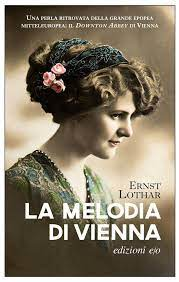 UNA PERLA RITROVATA DELLA GRANDE EPOPEA
MITTELEUROPEA: IL DOWNTON ABBEY DI VIENNA
ERNST
LOTHAR
LA MELODIA
DI VIENNA
edizioni e/o